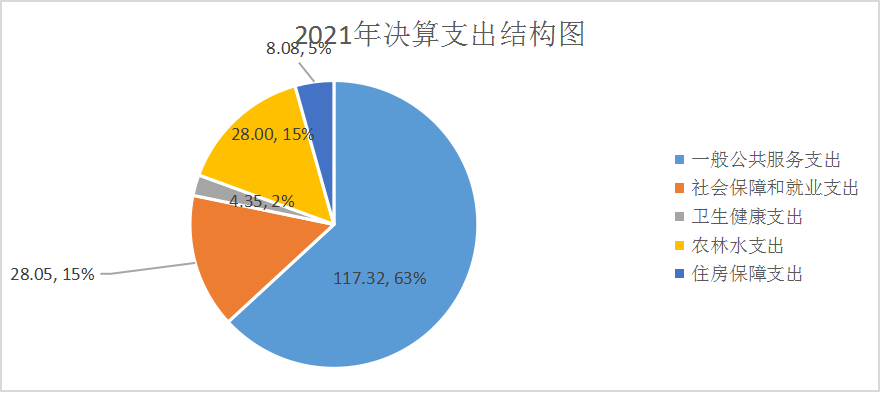 2021年决算支出结构图
8.08, 5%
28.00, 15%
4.35, 2%
28.05, 15%
117.32, 63%
一般公共服务支出
社会保障和就业支出
卫生健康支出
农林水支出
住房保障支出